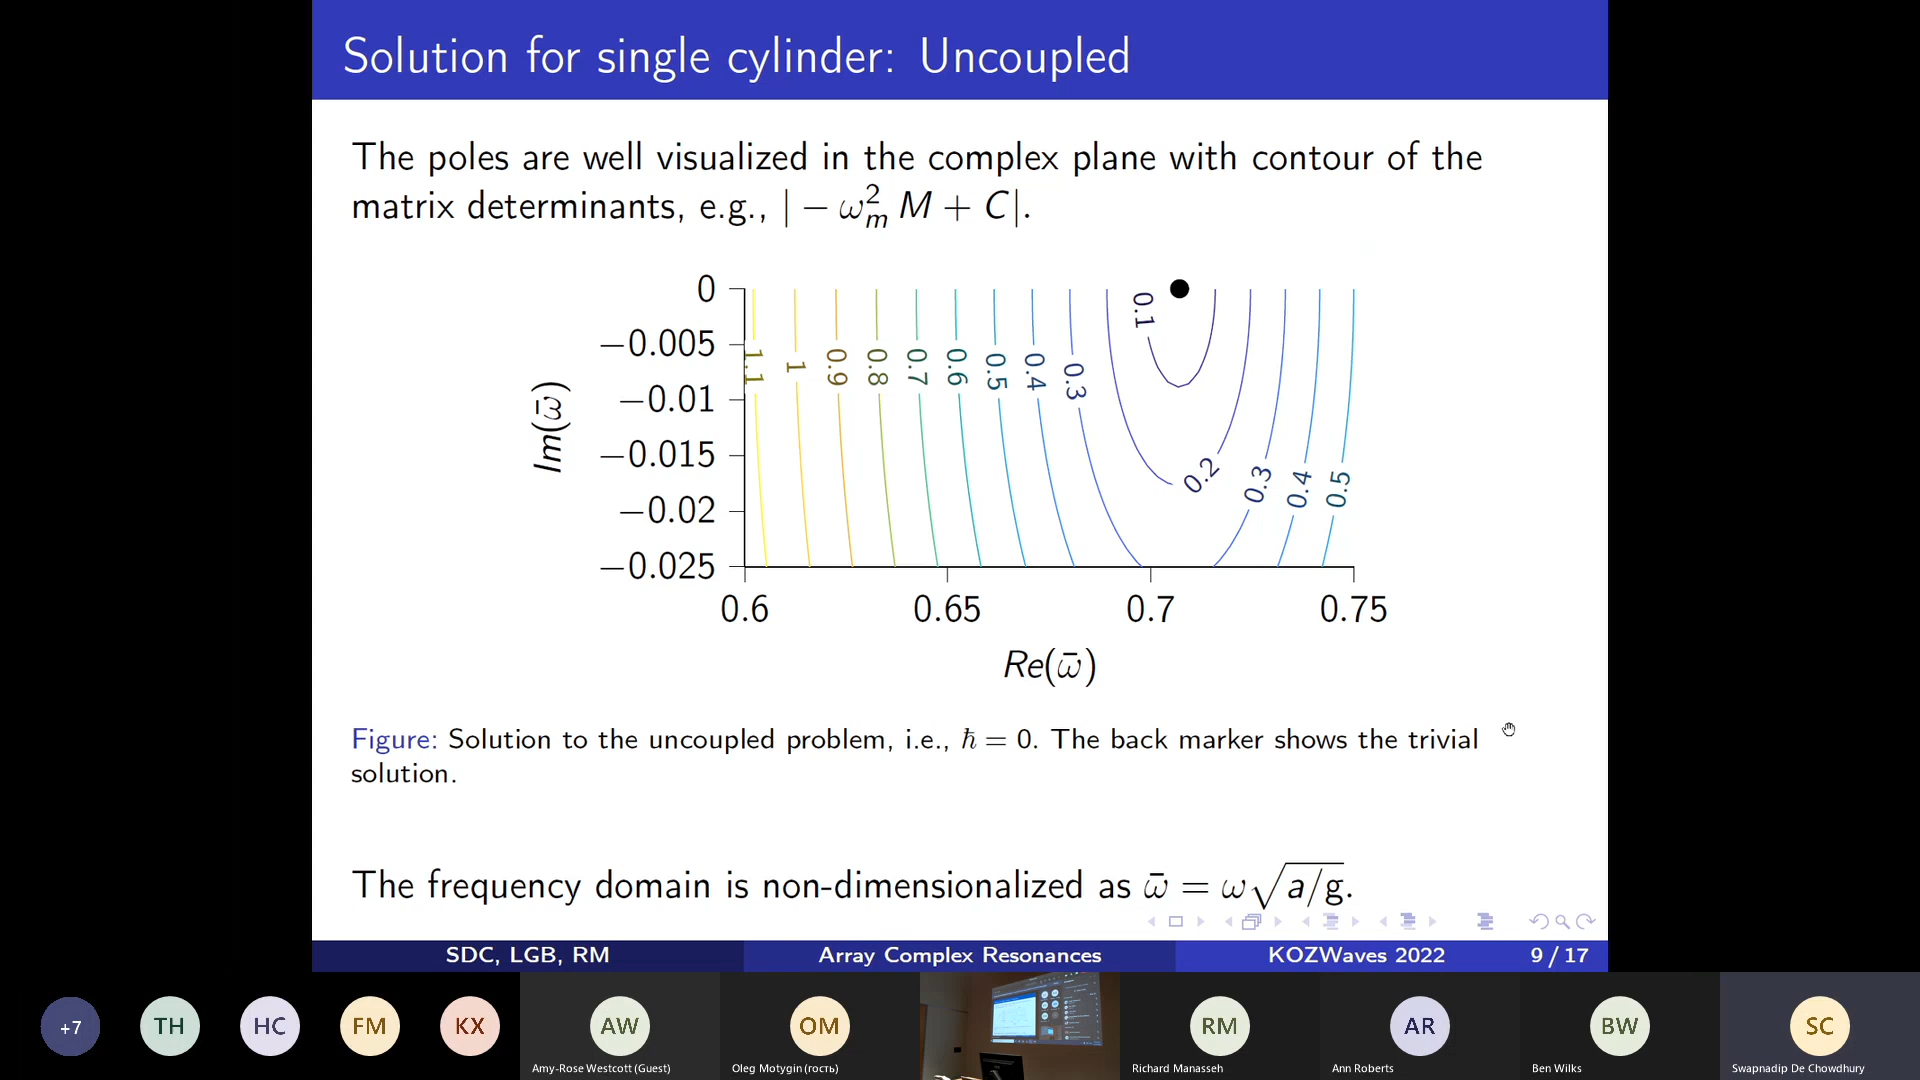 Solution for single cylinder: Uncoupled
The poles are well visualized in the complex plane with contour of the
matrix determinants, e.g., | − ω²ₘ M + C|.
0
−0.005
−0.01
−0.015
−0.02
−0.025
Im(ω̄)
1.1
1
0.9
0.8
0.7
0.6
0.5
0.4
0.3
0.1
0.2
0.3
0.4
0.5
0.6
0.65
0.7
0.75
Re(ω̄)
Figure: Solution to the uncoupled problem, i.e., ℏ = 0. The back marker shows the trivial
solution.
The frequency domain is non-dimensionalized as ω̄ = ω√a/g.
SDC, LGB, RM
Array Complex Resonances
KOZWaves 2022
9 / 17
+7
TH
HC
FM
KX
AW
OM
RM
AR
BW
SC
Amy-Rose Westcott (Guest)
Oleg Motygin (гость)
Richard Manasseh
Ann Roberts
Ben Wilks
Swapnadip De Chowdhury